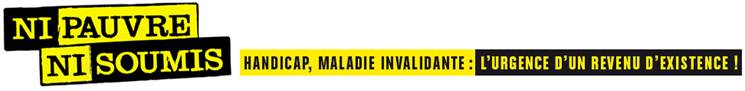 NI PAUVRE
NI SOUMIS
HANDICAP, MALADIE INVALIDANTE : L'URGENCE D'UN REVENU D'EXISTENCE !